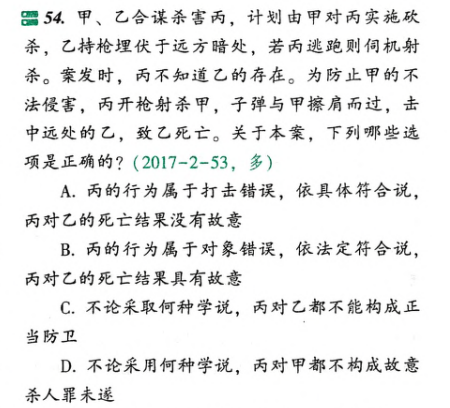 54. 甲、乙合谋杀害丙，计划由甲对丙实施砍
杀，乙持枪埋伏于远方暗处，若丙逃跑则伺机射
杀。案发时，丙不知道乙的存在。为防止甲的不
法侵害，丙开枪射杀甲，子弹与甲擦肩而过，击
中远处的乙，致乙死亡。关于本案，下列哪些选
项是正确的？(2017-2-53，多)
A. 丙的行为属于打击错误，依具体符合说，
丙对乙的死亡结果没有故意
B. 丙的行为属于对象错误，依法定符合说，
丙对乙的死亡结果具有故意
C. 不论采取何种学说，丙对乙都不能构成正
当防卫
D. 不论采用何种学说，丙对甲都不构成故意
杀人罪未遂